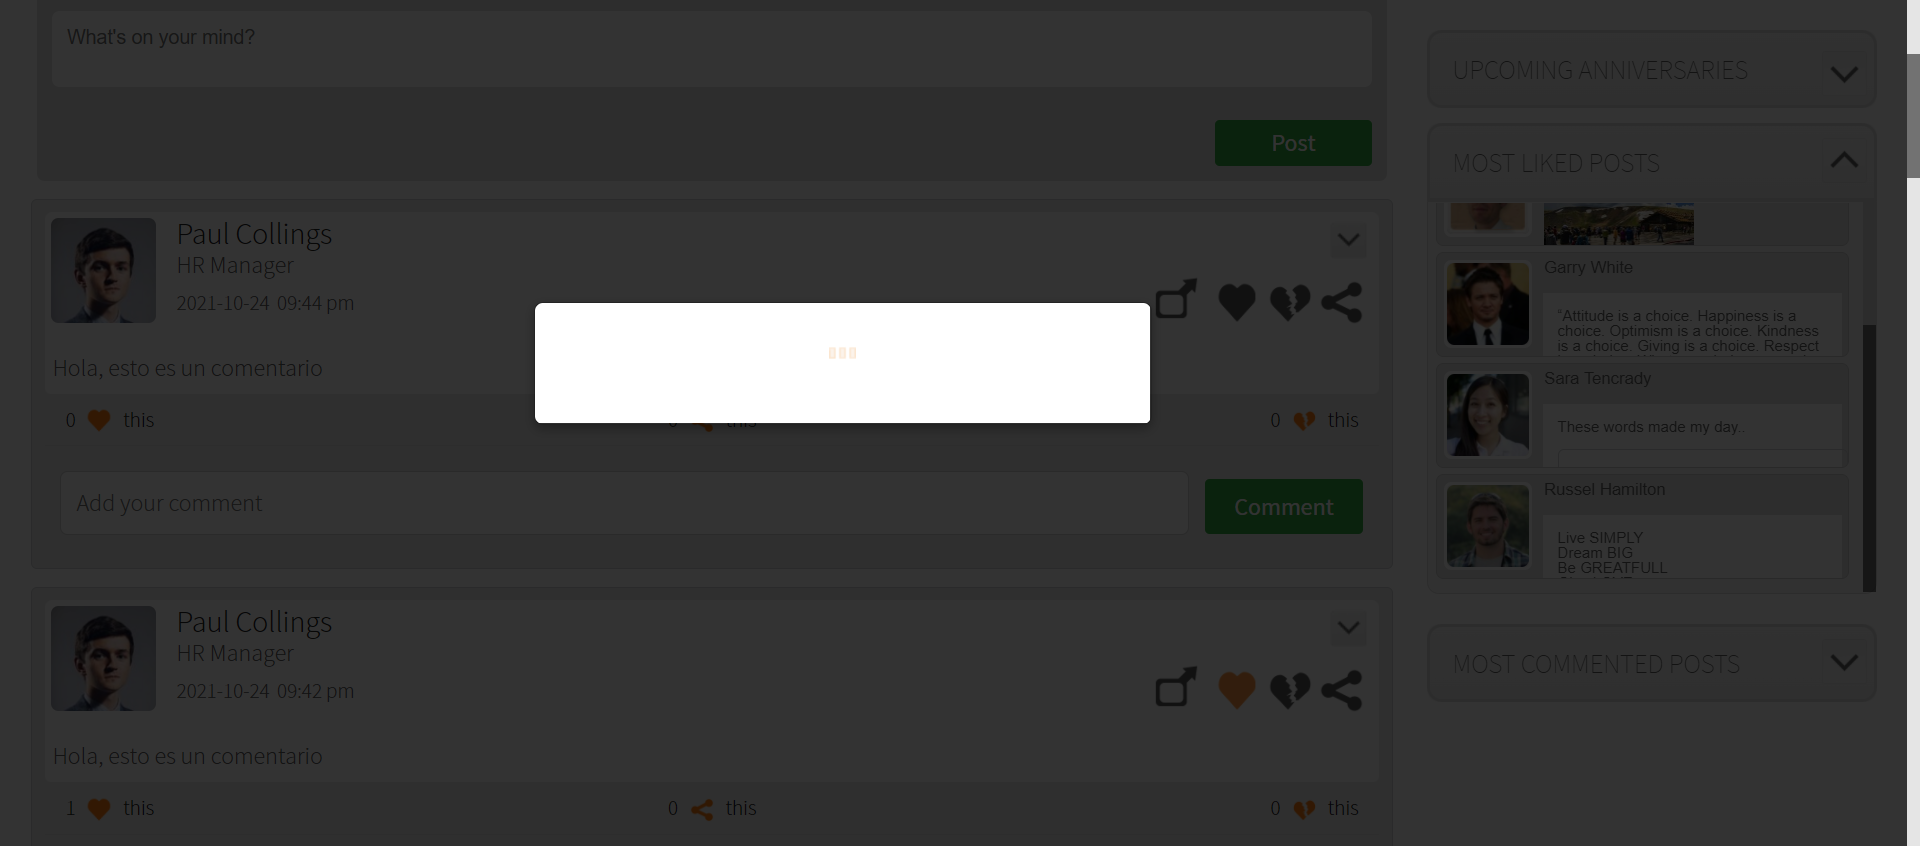 What's on your mind?
Post
Paul Collings
HR Manager
2021-10-24 09:44 pm
Hola, esto es un comentario
0 this
0 this
0 this
Add your comment
Comment
Paul Collings
HR Manager
2021-10-24 09:42 pm
Hola, esto es un comentario
1 this
0 this
0 this
UPCOMING ANNIVERSARIES
MOST LIKED POSTS
Garry White
“Attitude is a choice. Happiness is a
choice. Optimism is a choice. Kindness
is a choice. Giving is a choice. Respect
Sara Tencrady
These words made my day..
Russel Hamilton
Live SIMPLY
Dream BIG
Be GREATFULL
MOST COMMENTED POSTS